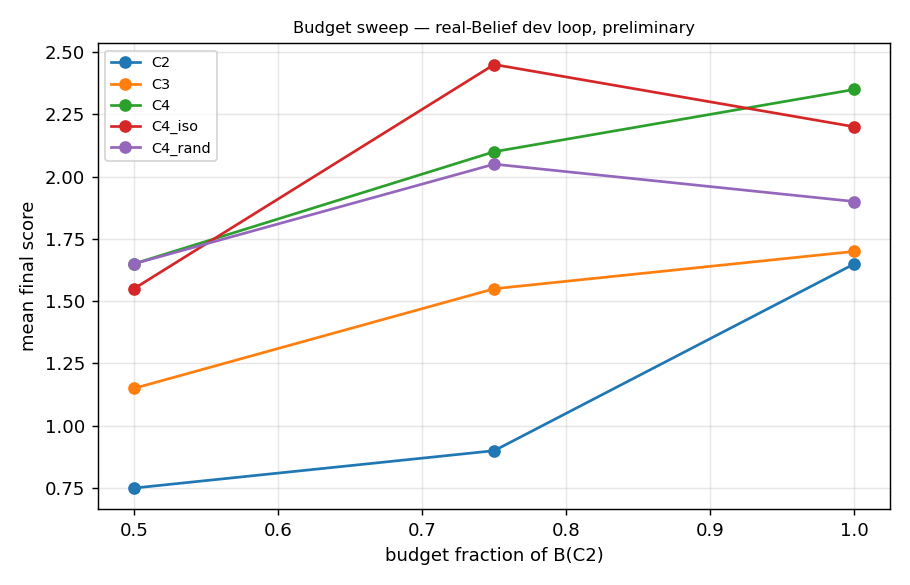 Budget sweep — real-Belief dev loop, preliminary
C2
C3
C4
C4_iso
C4_rand
mean final score
2.50
2.25
2.00
1.75
1.50
1.25
1.00
0.75
0.5
0.6
0.7
0.8
0.9
1.0
budget fraction of B(C2)